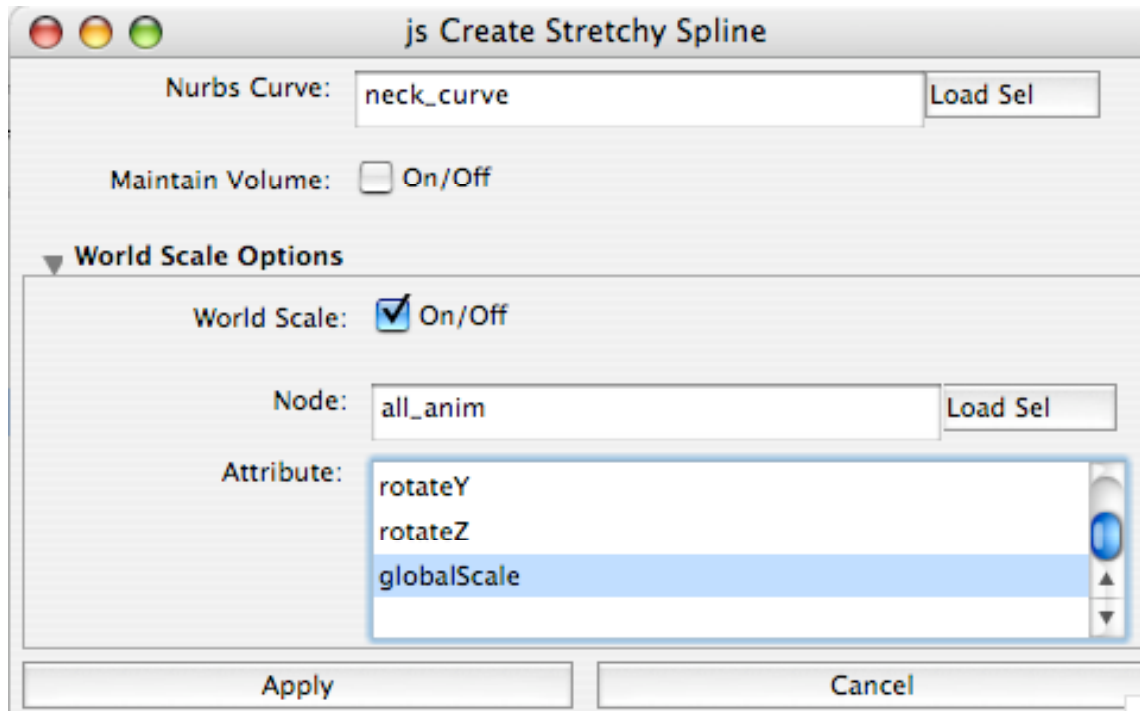 js Create Stretchy Spline
Nurbs Curve: neck_curve Load Sel
Maintain Volume: On/Off
World Scale Options
World Scale: On/Off
Node: all_anim Load Sel
Attribute: rotateY
rotateZ
globalScale
Apply Cancel